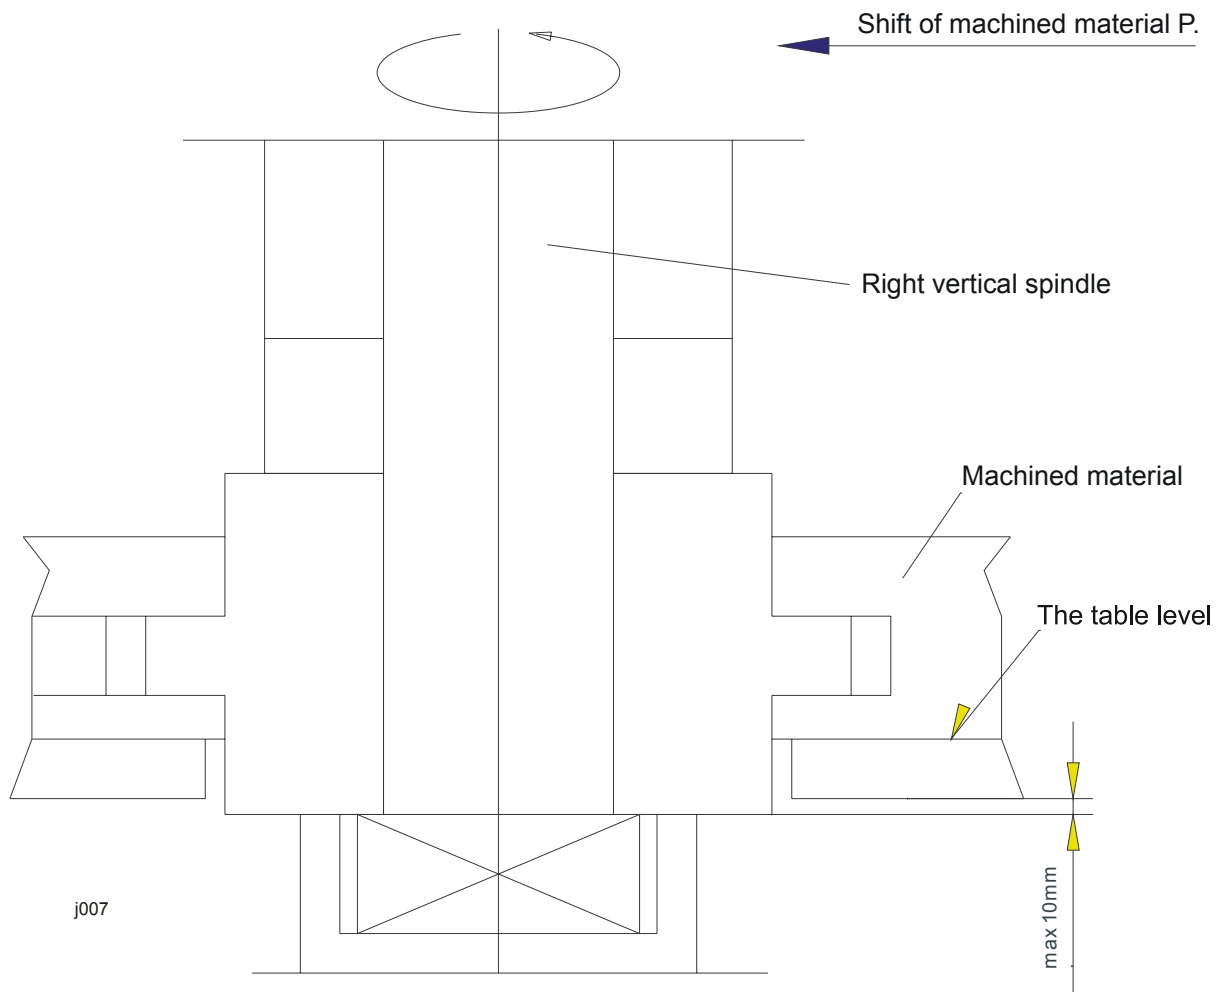 Shift of machined material P.
Right vertical spindle
Machined material
The table level
max 10mm
j007